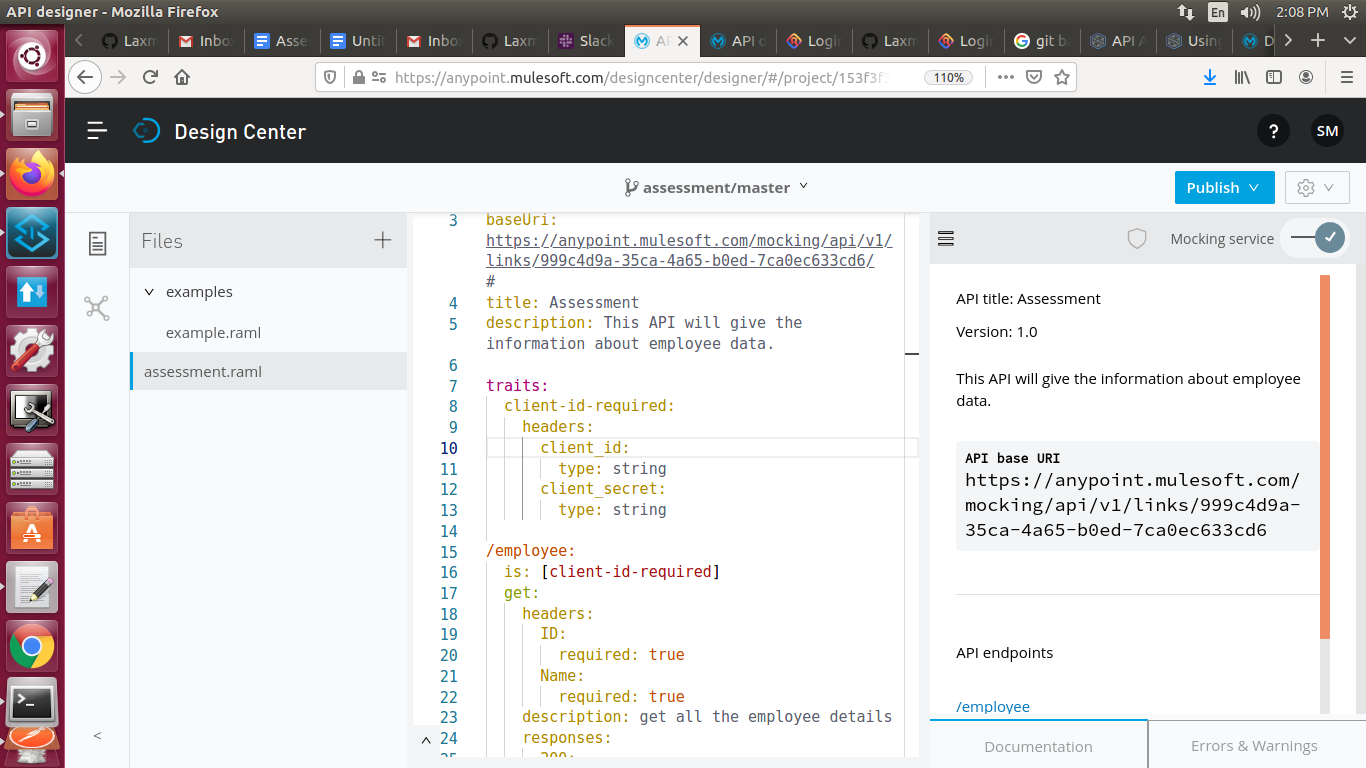 API designer - Mozilla Firefox
En
2:08 PM
Laxm
Inbo
Asse
Untit
Inbo
Laxm
Slack
AP
API d
Login
Laxm
Login
git b
API A
Using
D
https://anypoint.mulesoft.com/designcenter/designer/#/project/153f3f
110%
Design Center
?
SM
assessment/master
Publish
Files
examples
example.raml
assessment.raml
<
3 baseUri:
https://anypoint.mulesoft.com/mocking/api/v1/
links/999c4d9a-35ca-4a65-b0ed-7ca0ec633cd6/
#
4 title: Assessment
5 description: This API will give the
information about employee data.
6
7 traits:
8 client-id-required:
9 headers:
10 client_id:
11 type: string
12 client_secret:
13 type: string
14
15 /employee:
16 is: [client-id-required]
17 get:
18 headers:
19 ID:
20 required: true
21 Name:
22 required: true
23 description: get all the employee details
24 responses:
25 200:
Mocking service
API title: Assessment
Version: 1.0
This API will give the information about employee
data.
API base URI
https://anypoint.mulesoft.com/
mocking/api/v1/links/999c4d9a-
35ca-4a65-b0ed-7ca0ec633cd6
API endpoints
/employee
Documentation
Errors & Warnings